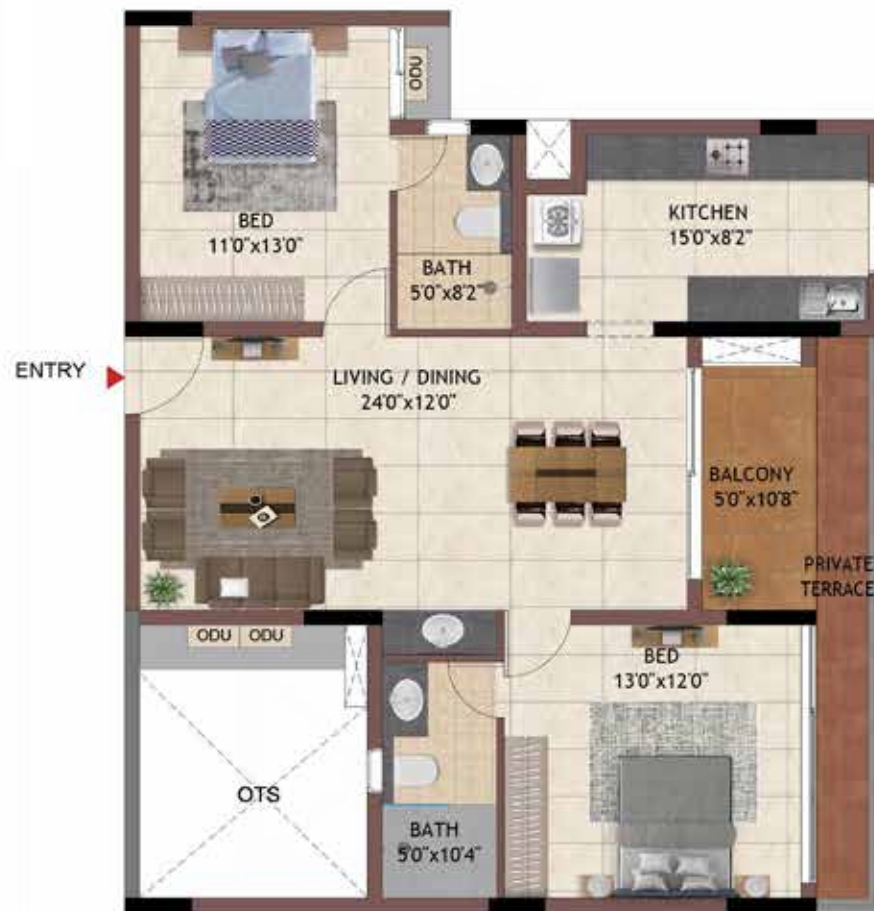 ODU
BED
11'0"x13'0"
KITCHEN
15'0"x8'2"
BATH
5'0"x8'2"
ENTRY
LIVING / DINING
24'0"x12'0"
BALCONY
5'0"x10'8"
PRIVATE
TERRACE
ODU ODU
BED
13'0"x12'0"
OTS
BATH
5'0"x10'4"